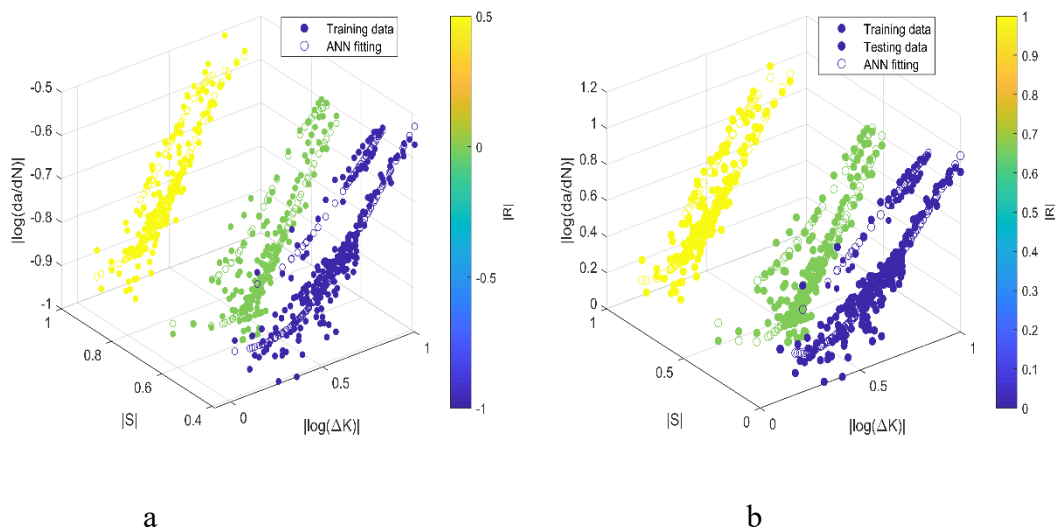 Training data
ANN fitting
-0.5
-0.6
-0.7
-0.8
-0.9
-1
|log(da/dN)|
1
0.8
0.6
0.4
|S|
0
0.5
1
|log(ΔK)|
0.5
0
-0.5
-1
|R|
a
Training data
Testing data
ANN fitting
1.2
1
0.8
0.6
0.4
0.2
0
|log(da/dN)|
1
0.5
0
|S|
0
0.5
1
|log(ΔK)|
1
0.9
0.8
0.7
0.6
0.5
0.4
0.3
0.2
0.1
0
|R|
b